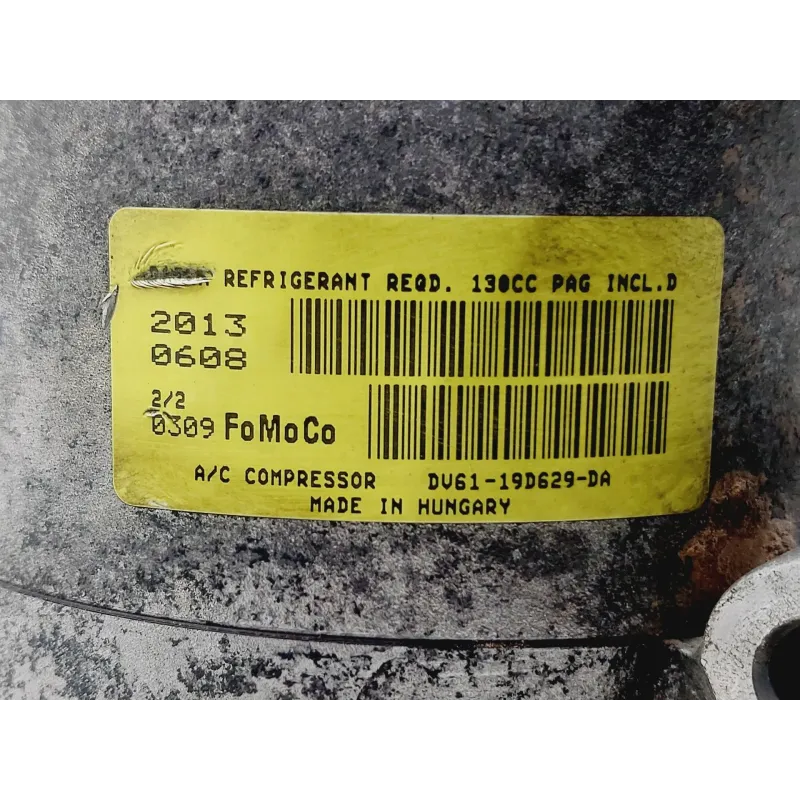 REFRIGERANT REQD. 130CC PAG INCL.D
2013
0608
2/2
0309 FoMoCo
A/C COMPRESSOR DV61-19D629-DA
MADE IN HUNGARY